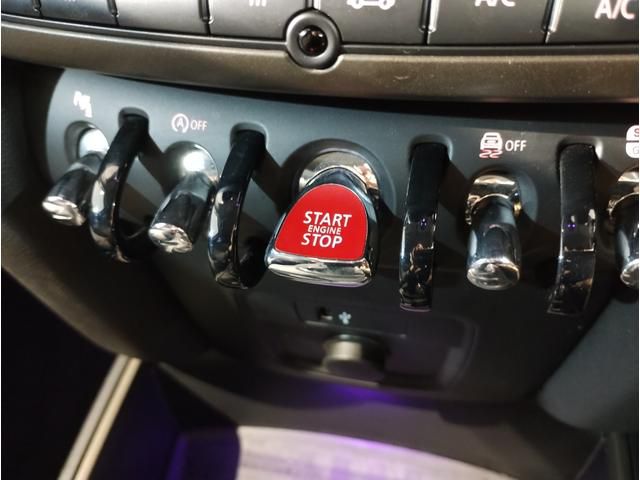 A/C
A/C
A OFF
OFF
START
ENGINE
STOP